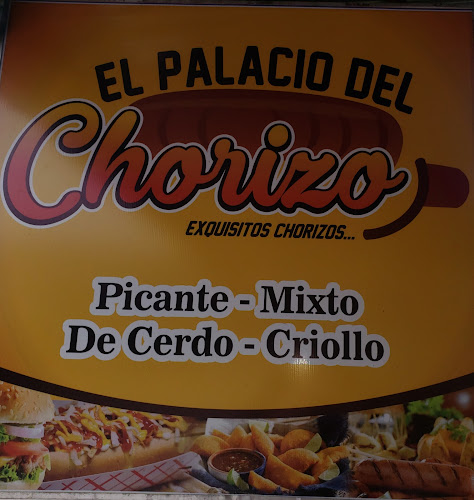 EL PALACIO DEL
Chorizo
EXQUISITOS CHORIZOS...
Picante - Mixto
De Cerdo - Criollo